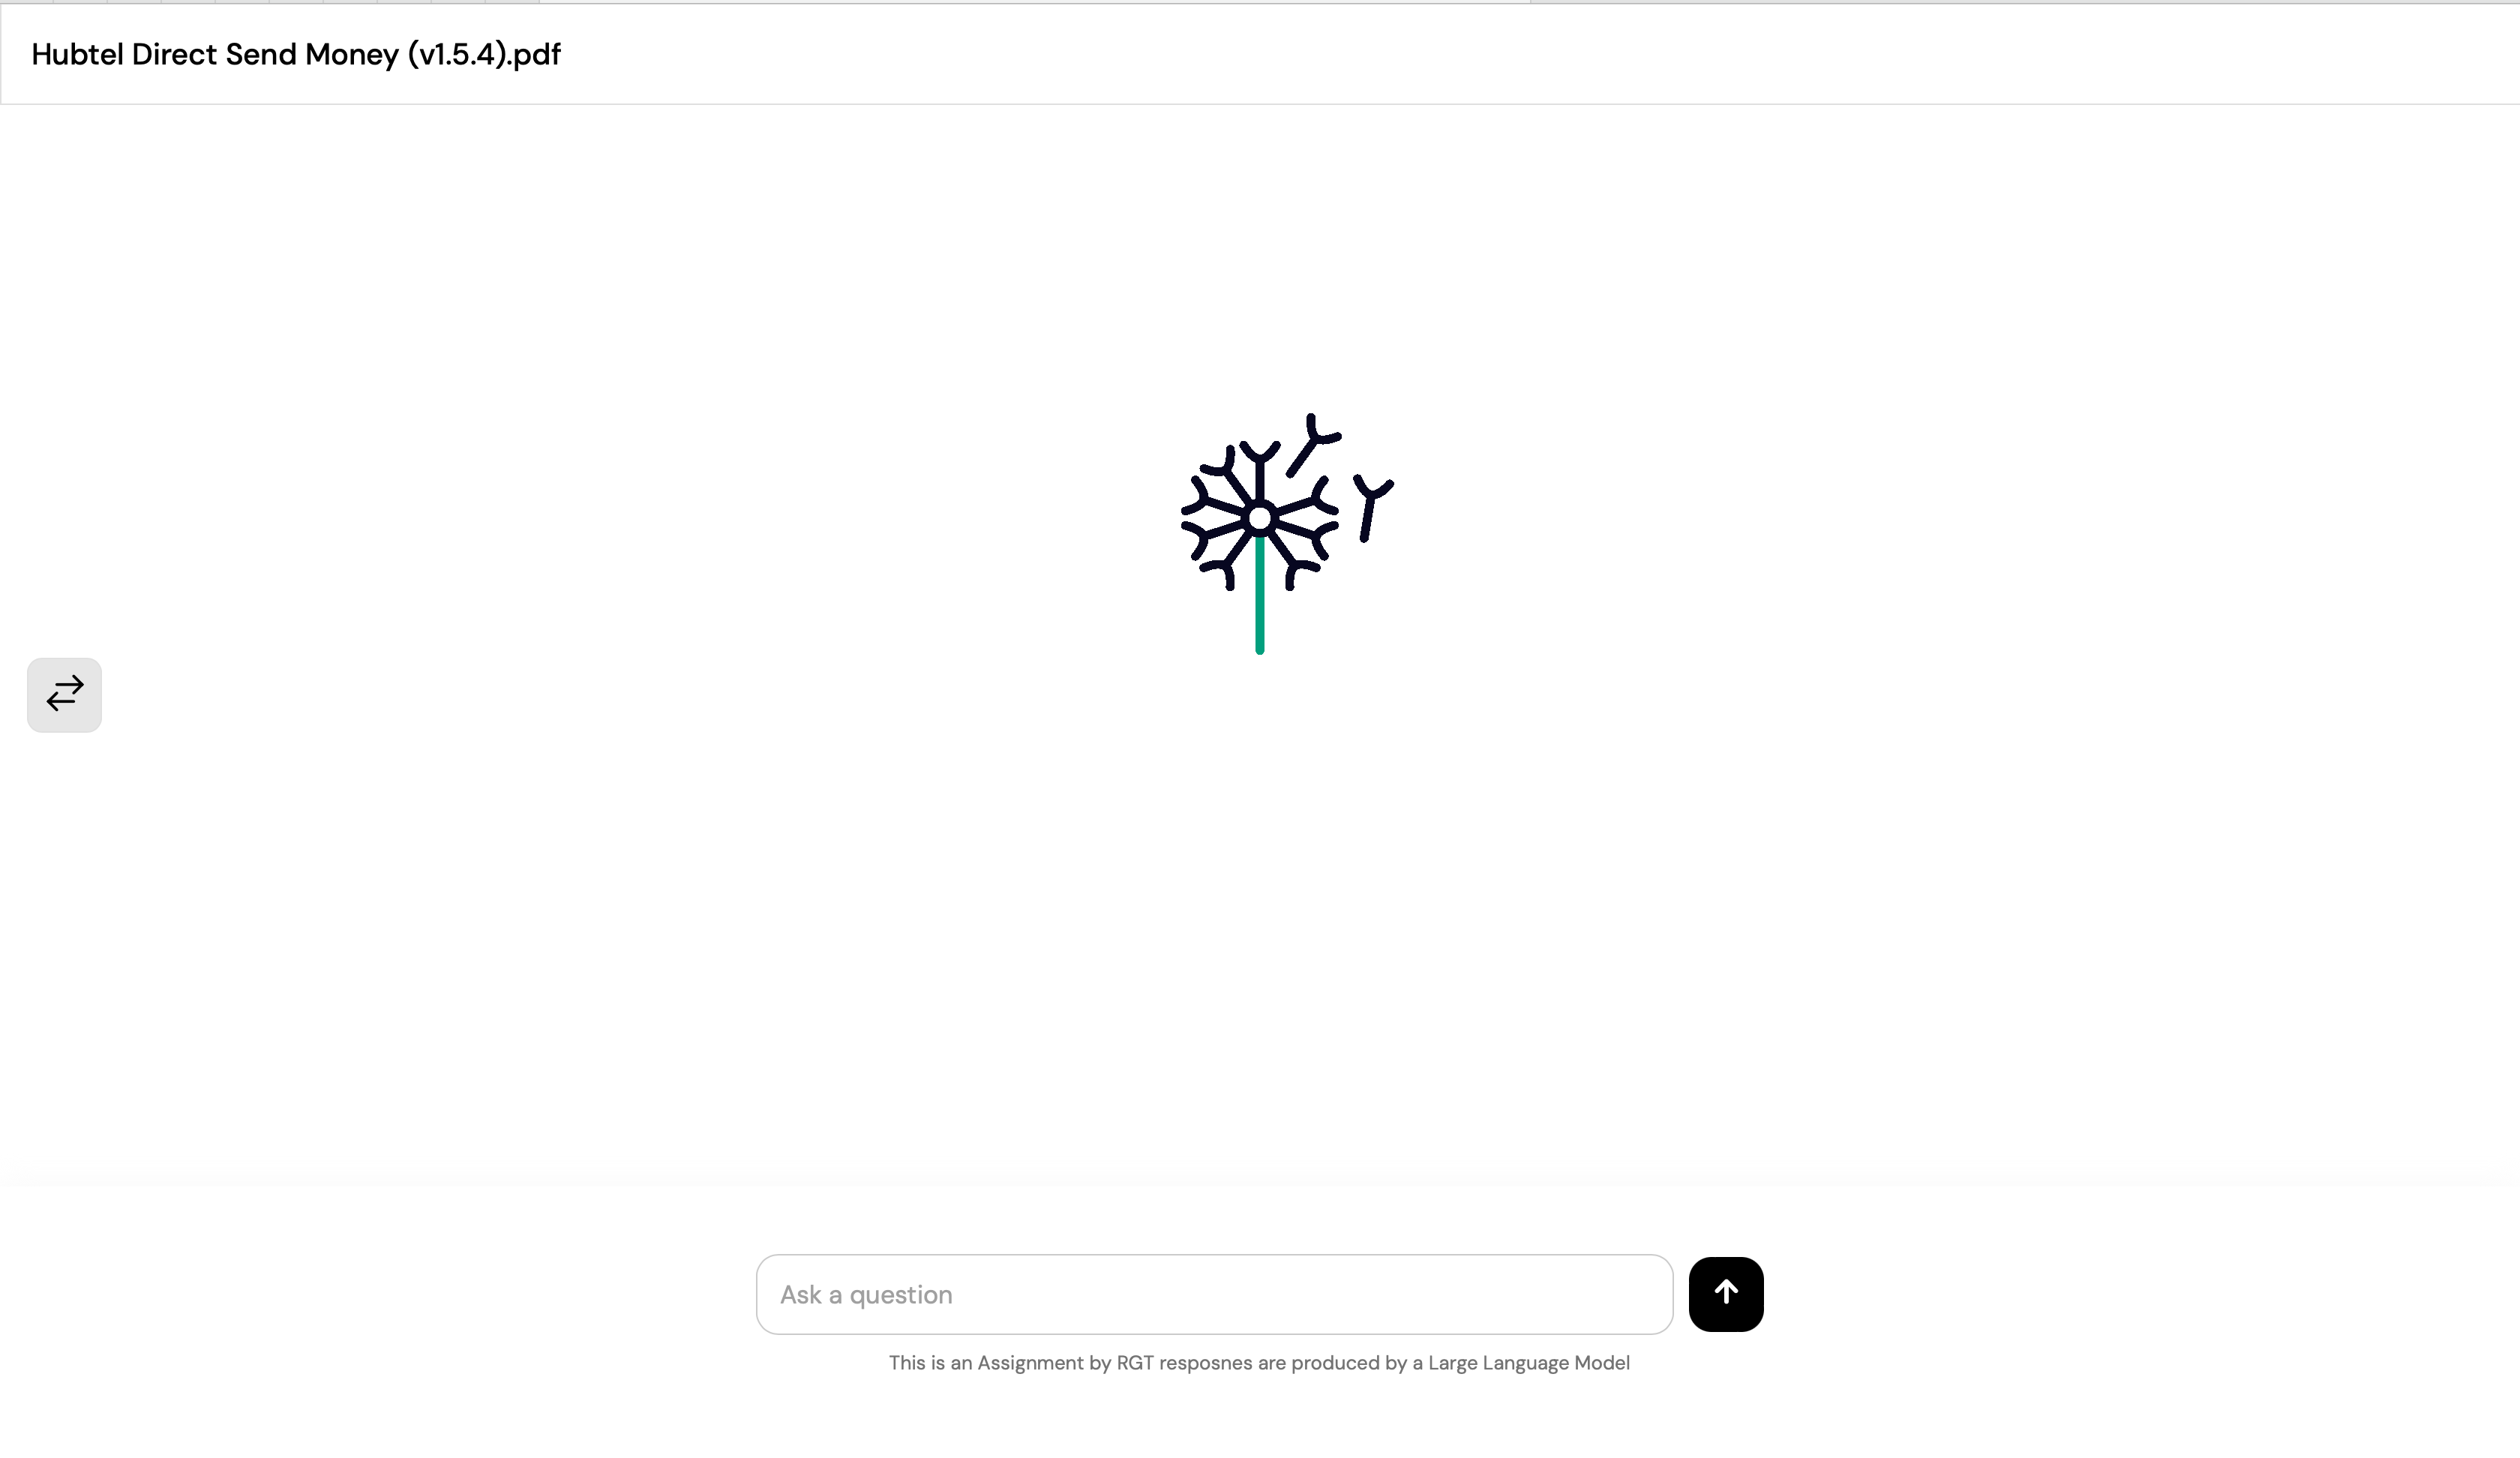 Hubtel Direct Send Money (v1.5.4).pdf
Ask a question
This is an Assignment by RGT resposnes are produced by a Large Language Model